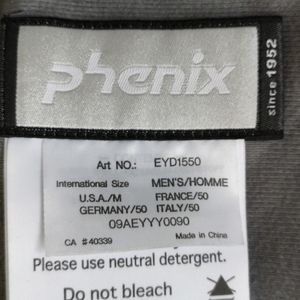 phenix
since 1952
Art NO.: EYD1550
International Size MEN'S/HOMME
U.S.A./M FRANCE/50
GERMANY/50 ITALY/50
09AEYYY0090
CA #40339 Made in China
Please use neutral detergent.
Do not bleach